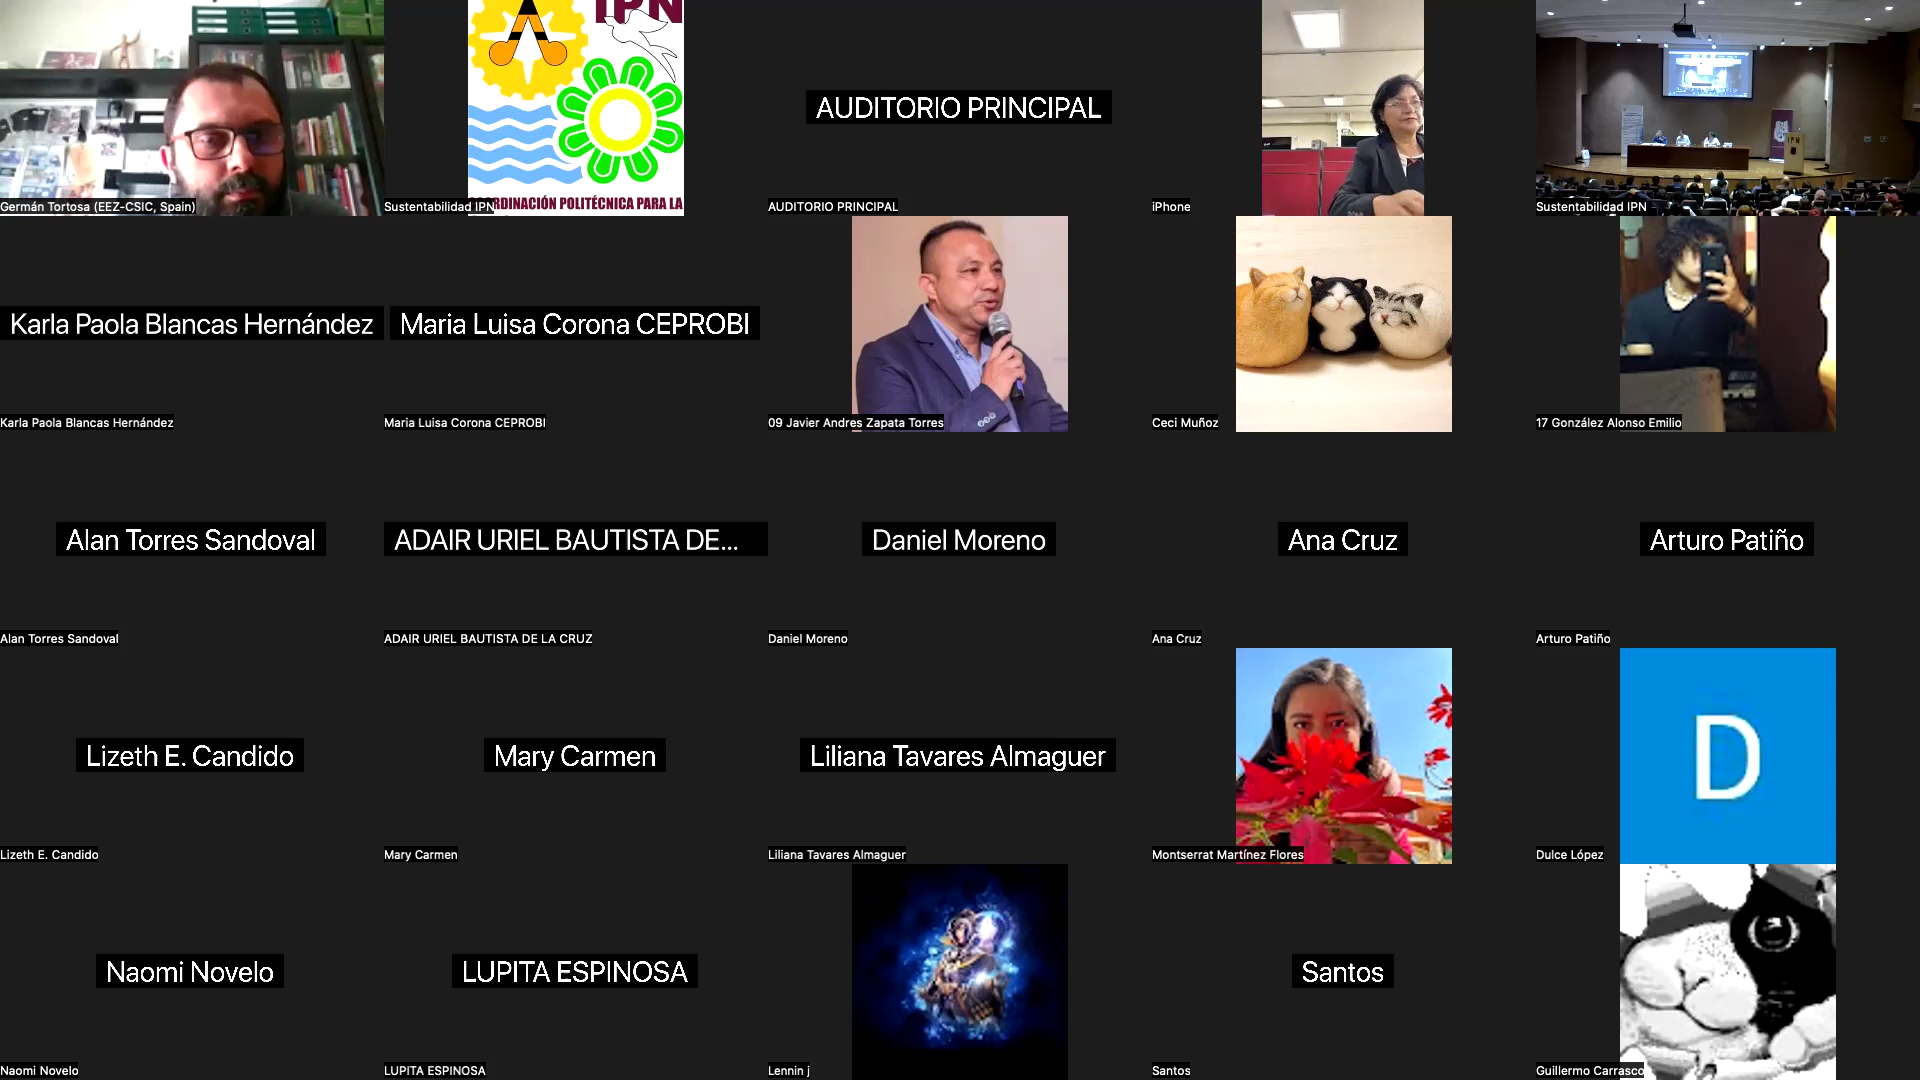 IPN
RDINACIÓN POLITÉCNICA PARA LA
AUDITORIO PRINCIPAL
IPN
Germán Tortosa (EEZ-CSIC, Spain)
Sustentabilidad IPN
AUDITORIO PRINCIPAL
iPhone
Sustentabilidad IPN
Karla Paola Blancas Hernández
Maria Luisa Corona CEPROBI
Karla Paola Blancas Hernández
Maria Luisa Corona CEPROBI
09 Javier Andres Zapata Torres
Ceci Muñoz
17 González Alonso Emilio
Alan Torres Sandoval
ADAIR URIEL BAUTISTA DE...
Daniel Moreno
Ana Cruz
Arturo Patiño
Alan Torres Sandoval
ADAIR URIEL BAUTISTA DE LA CRUZ
Daniel Moreno
Ana Cruz
Arturo Patiño
Lizeth E. Candido
Mary Carmen
Liliana Tavares Almaguer
D
Lizeth E. Candido
Mary Carmen
Liliana Tavares Almaguer
Montserrat Martínez Flores
Dulce López
Naomi Novelo
LUPITA ESPINOSA
Santos
Naomi Novelo
LUPITA ESPINOSA
Lennin j
Santos
Guillermo Carrasco